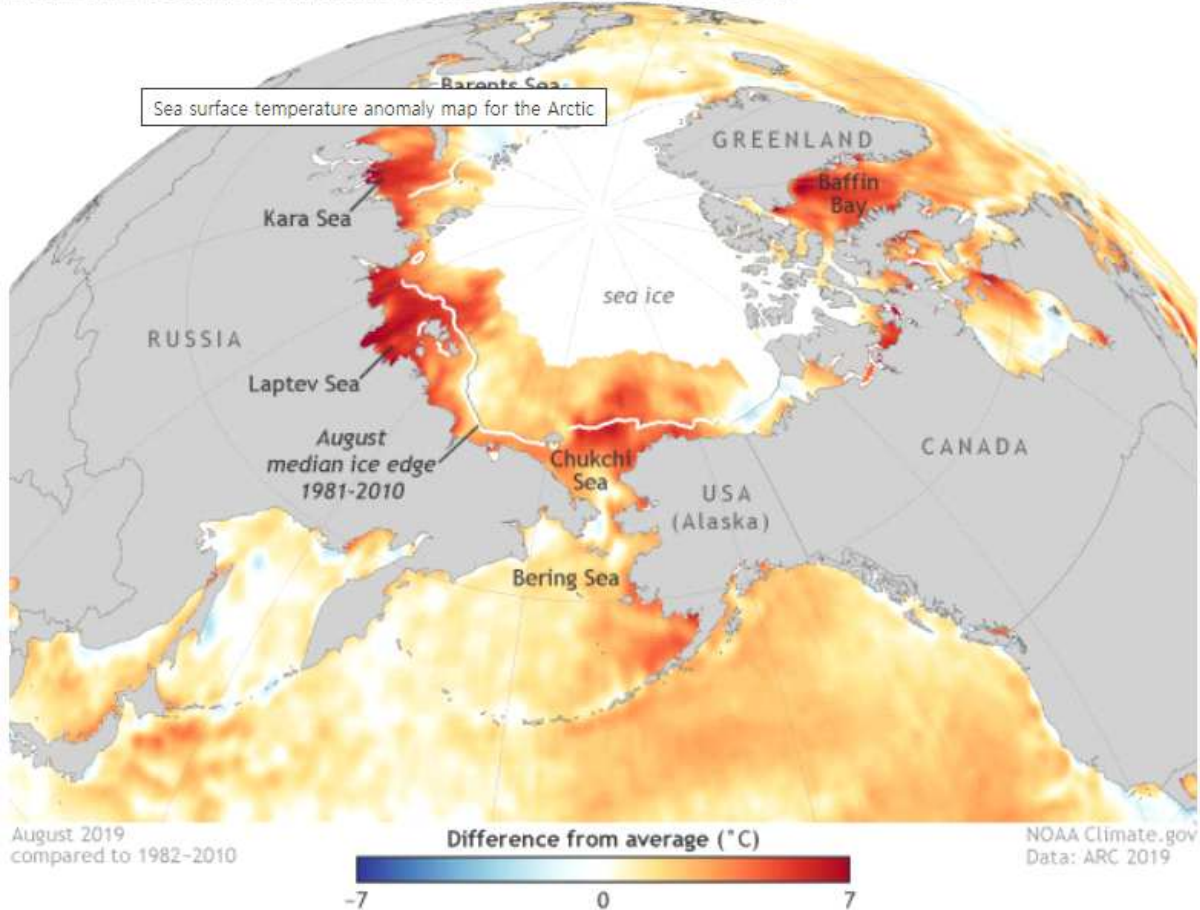 Barents Sea
Sea surface temperature anomaly map for the Arctic
GREENLAND
Baffin
Bay
Kara Sea
sea ice
RUSSIA
Laptev Sea
August
median ice edge
1981-2010
Chukchi
Sea
CANADA
USA
(Alaska)
Bering Sea
August 2019
compared to 1982-2010
Difference from average (°C)
-7
0
7
NOAA Climate.gov
Data: ARC 2019